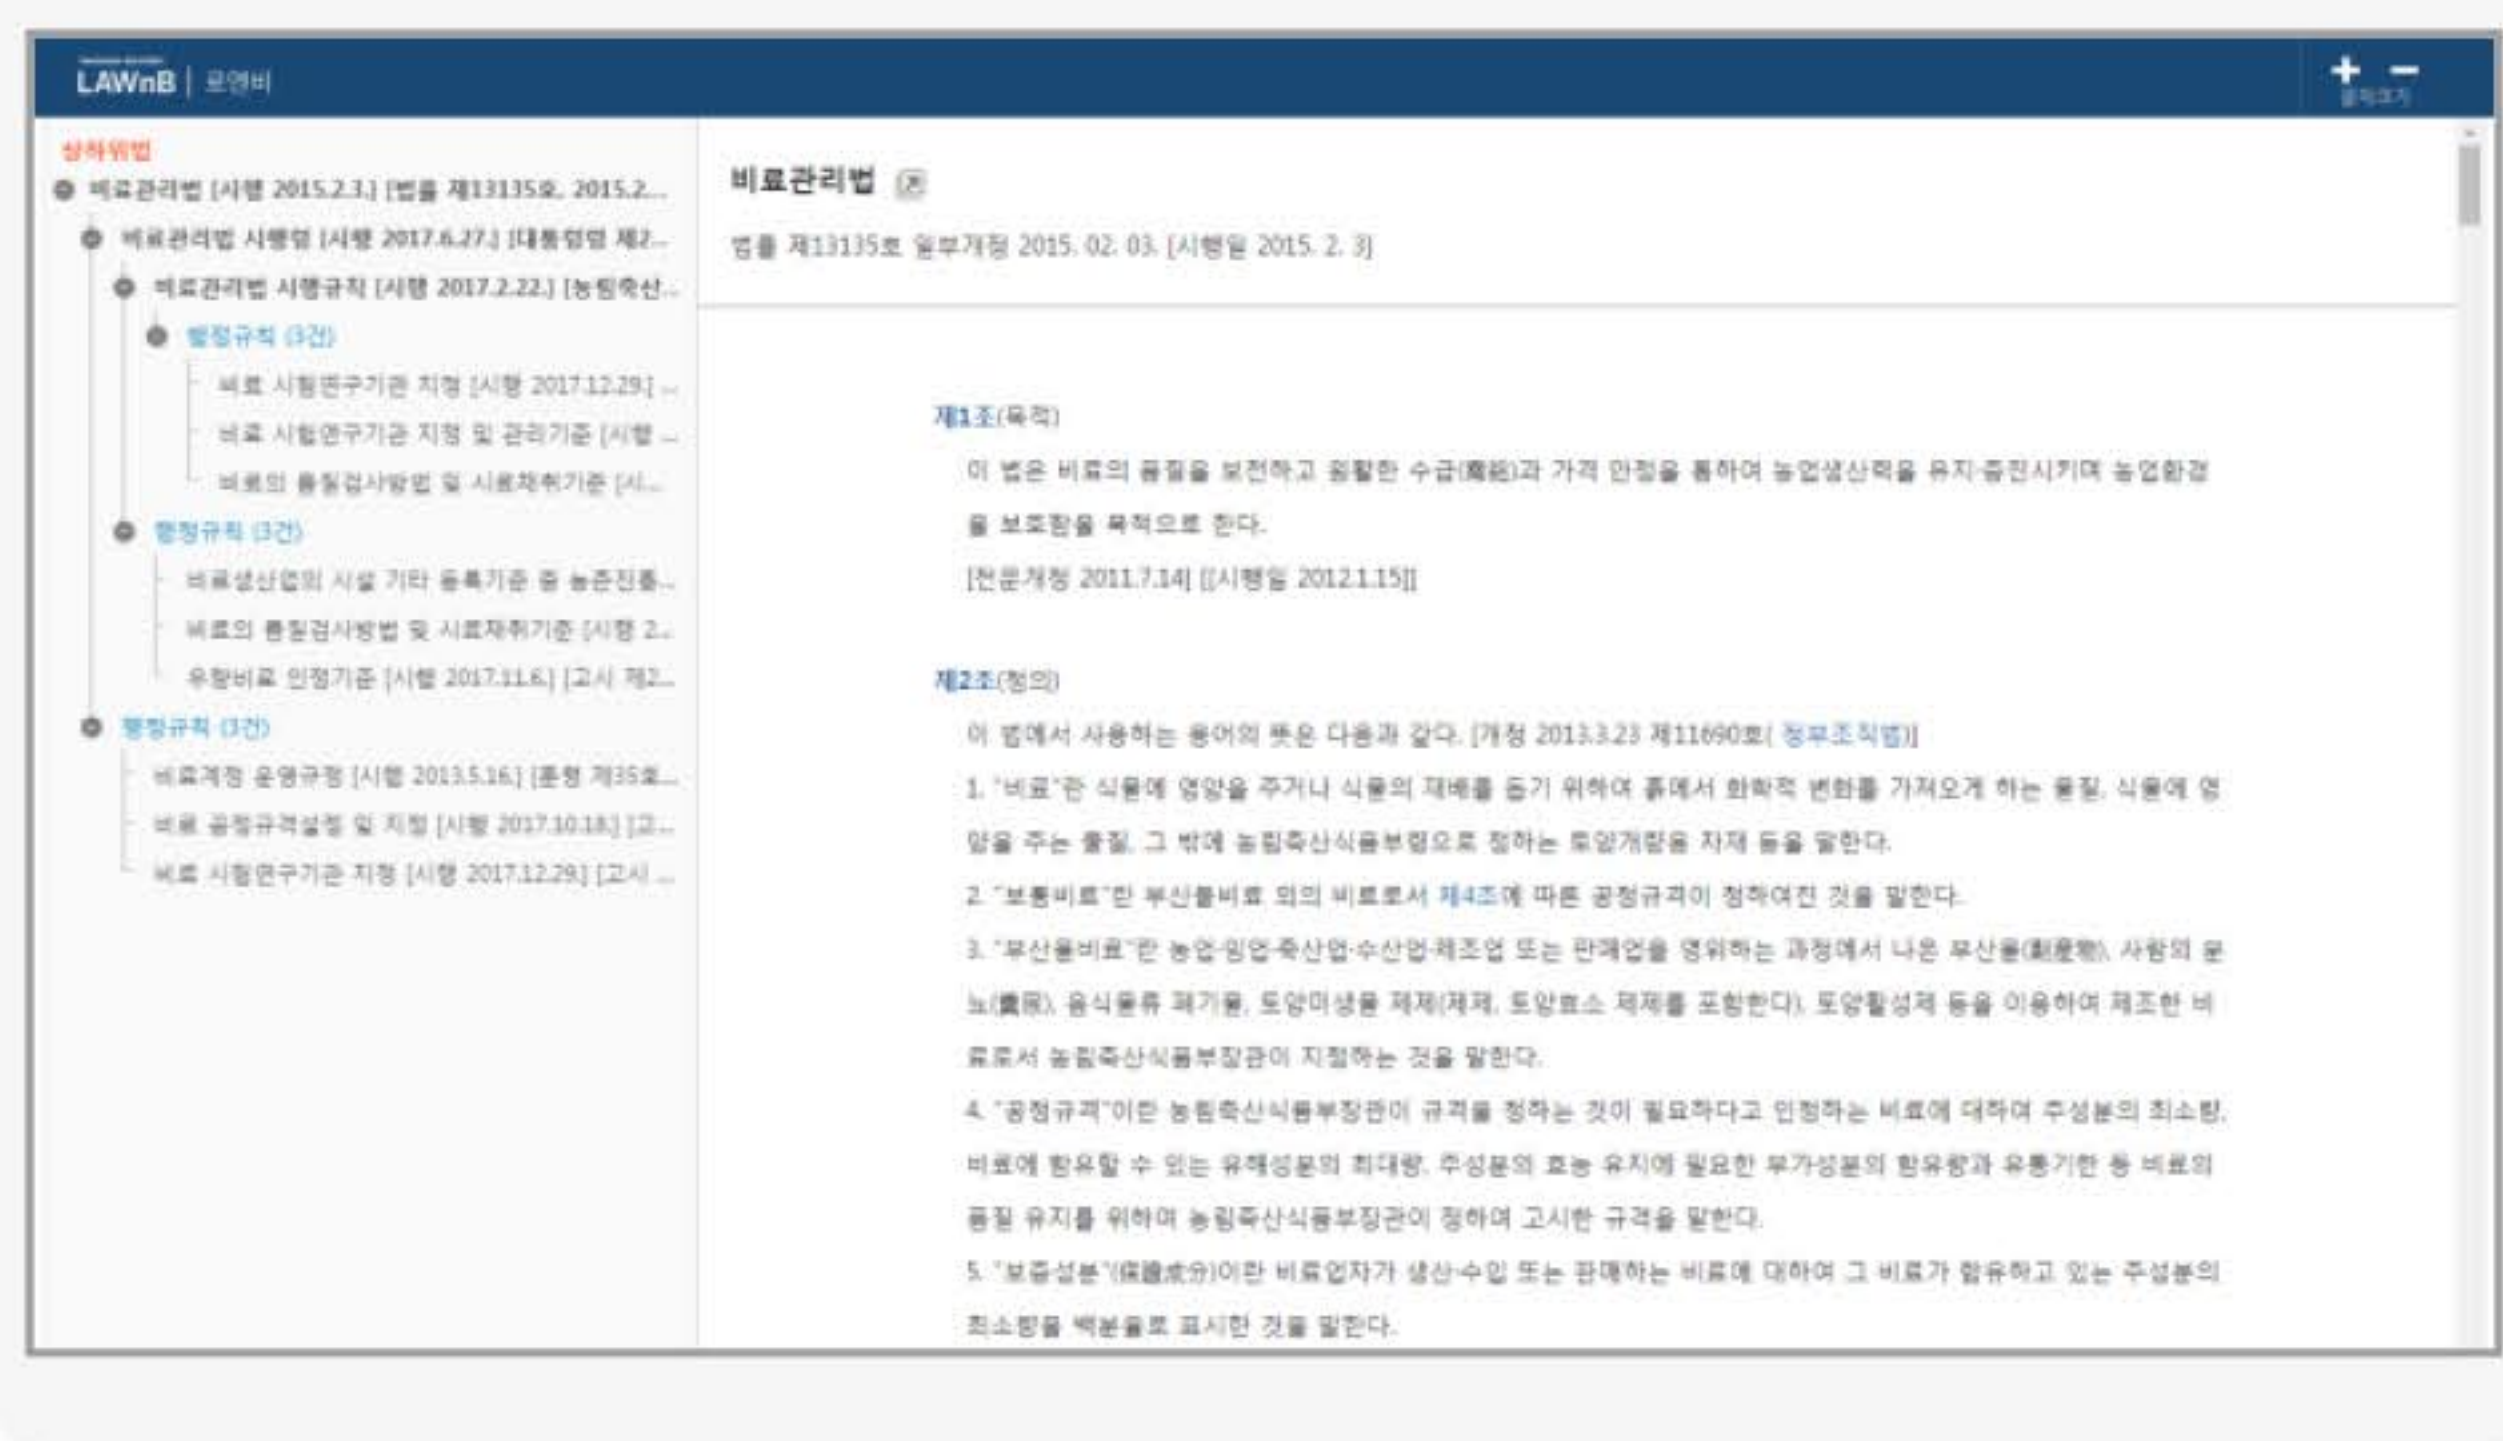 LAWnB | 로앤비
글자크기
상하위법
비료관리법 [시행 2015.2.3.] [법률 제13135호, 2015.2...
비료관리법 시행령 [시행 2017.6.27.] [대통령령 제2...
비료관리법 시행규칙 [시행 2017.2.22.] [농림축산...
행정규칙 (3건)
비료 시험연구기관 지정 [시행 2017.12.29.] ...
비료 시험연구기관 지정 및 관리기준 [시행 ...
비료의 품질검사방법 및 시료채취기준 [시...
행정규칙 (3건)
비료생산업의 시설 기타 등록기준 중 농촌진흥...
비료의 품질검사방법 및 시료채취기준 [시행 2...
우량비료 인정기준 [시행 2017.11.6.] [고시 제2...
행정규칙 (3건)
비료계정 운영규정 [시행 2013.5.16.] [훈령 제35호...
비료 공정규격설정 및 지정 [시행 2017.10.18.] [고...
비료 시험연구기관 지정 [시행 2017.12.29.] [고시 ...
비료관리법
법률 제13135호 일부개정 2015. 02. 03. [시행일 2015. 2. 3]
제1조(목적)
이 법은 비료의 품질을 보전하고 원활한 수급(需給)과 가격 안정을 통하여 농업생산력을 유지·증진시키며 농업환경
을 보호함을 목적으로 한다.
[전문개정 2011.7.14] [[시행일 2012.1.15]]
제2조(정의)
이 법에서 사용하는 용어의 뜻은 다음과 같다. [개정 2013.3.23 제11690호( 정부조직법)]
1. "비료"란 식물에 영양을 주거나 식물의 재배를 돕기 위하여 흙에서 화학적 변화를 가져오게 하는 물질, 식물에 영
양을 주는 물질, 그 밖에 농림축산식품부령으로 정하는 토양개량용 자재 등을 말한다.
2. "보통비료"란 부산물비료 외의 비료로서 제4조에 따른 공정규격이 정하여진 것을 말한다.
3. "부산물비료"란 농업·임업·축산업·수산업·제조업 또는 판매업을 영위하는 과정에서 나온 부산물(副産物), 사람의 분
뇨(糞尿), 음식물류 폐기물, 토양미생물 제제(제제, 토양효소 제제를 포함한다), 토양활성제 등을 이용하여 제조한 비
료로서 농림축산식품부장관이 지정하는 것을 말한다.
4. "공정규격"이란 농림축산식품부장관이 규격을 정하는 것이 필요하다고 인정하는 비료에 대하여 주성분의 최소량,
비료에 함유할 수 있는 유해성분의 최대량, 주성분의 효능 유지에 필요한 부가성분의 함유량과 유통기한 등 비료의
품질 유지를 위하여 농림축산식품부장관이 정하여 고시한 규격을 말한다.
5. "보증성분"(保證成分)이란 비료업자가 생산·수입 또는 판매하는 비료에 대하여 그 비료가 함유하고 있는 주성분의
최소량을 백분율로 표시한 것을 말한다.